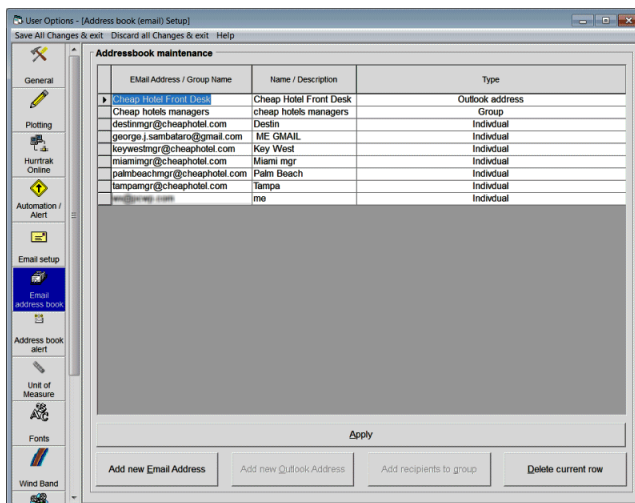 User Options - [Address book (email) Setup]
Save All Changes & exit Discard all Changes & exit Help
General
Plotting
Hurrtrak
Online
Automation /
Alert
Email setup
Email
address book
Address book
alert
Unit of
Measure
Fonts
Wind Band
Addressbook maintenance
EMail Address / Group Name Name / Description Type
Cheap Hotel Front Desk Cheap Hotel Front Desk Outlook address
Cheap hotels managers cheap hotels managers Group
destinmgr@cheaphotel.com Destin Indivdual
george.j.sambataro@gmail.com ME GMAIL Indivdual
keywestmgr@cheaphotel.com Key West Indivdual
miamimgr@cheaphotel.com Miami mgr Indivdual
palmbeachmgr@cheaphotel.com Palm Beach Indivdual
tampamgr@cheaphotel.com Tampa Indivdual
me Indivdual
Apply
Add new Email Address Add new Outlook Address Add recipients to group Delete current row